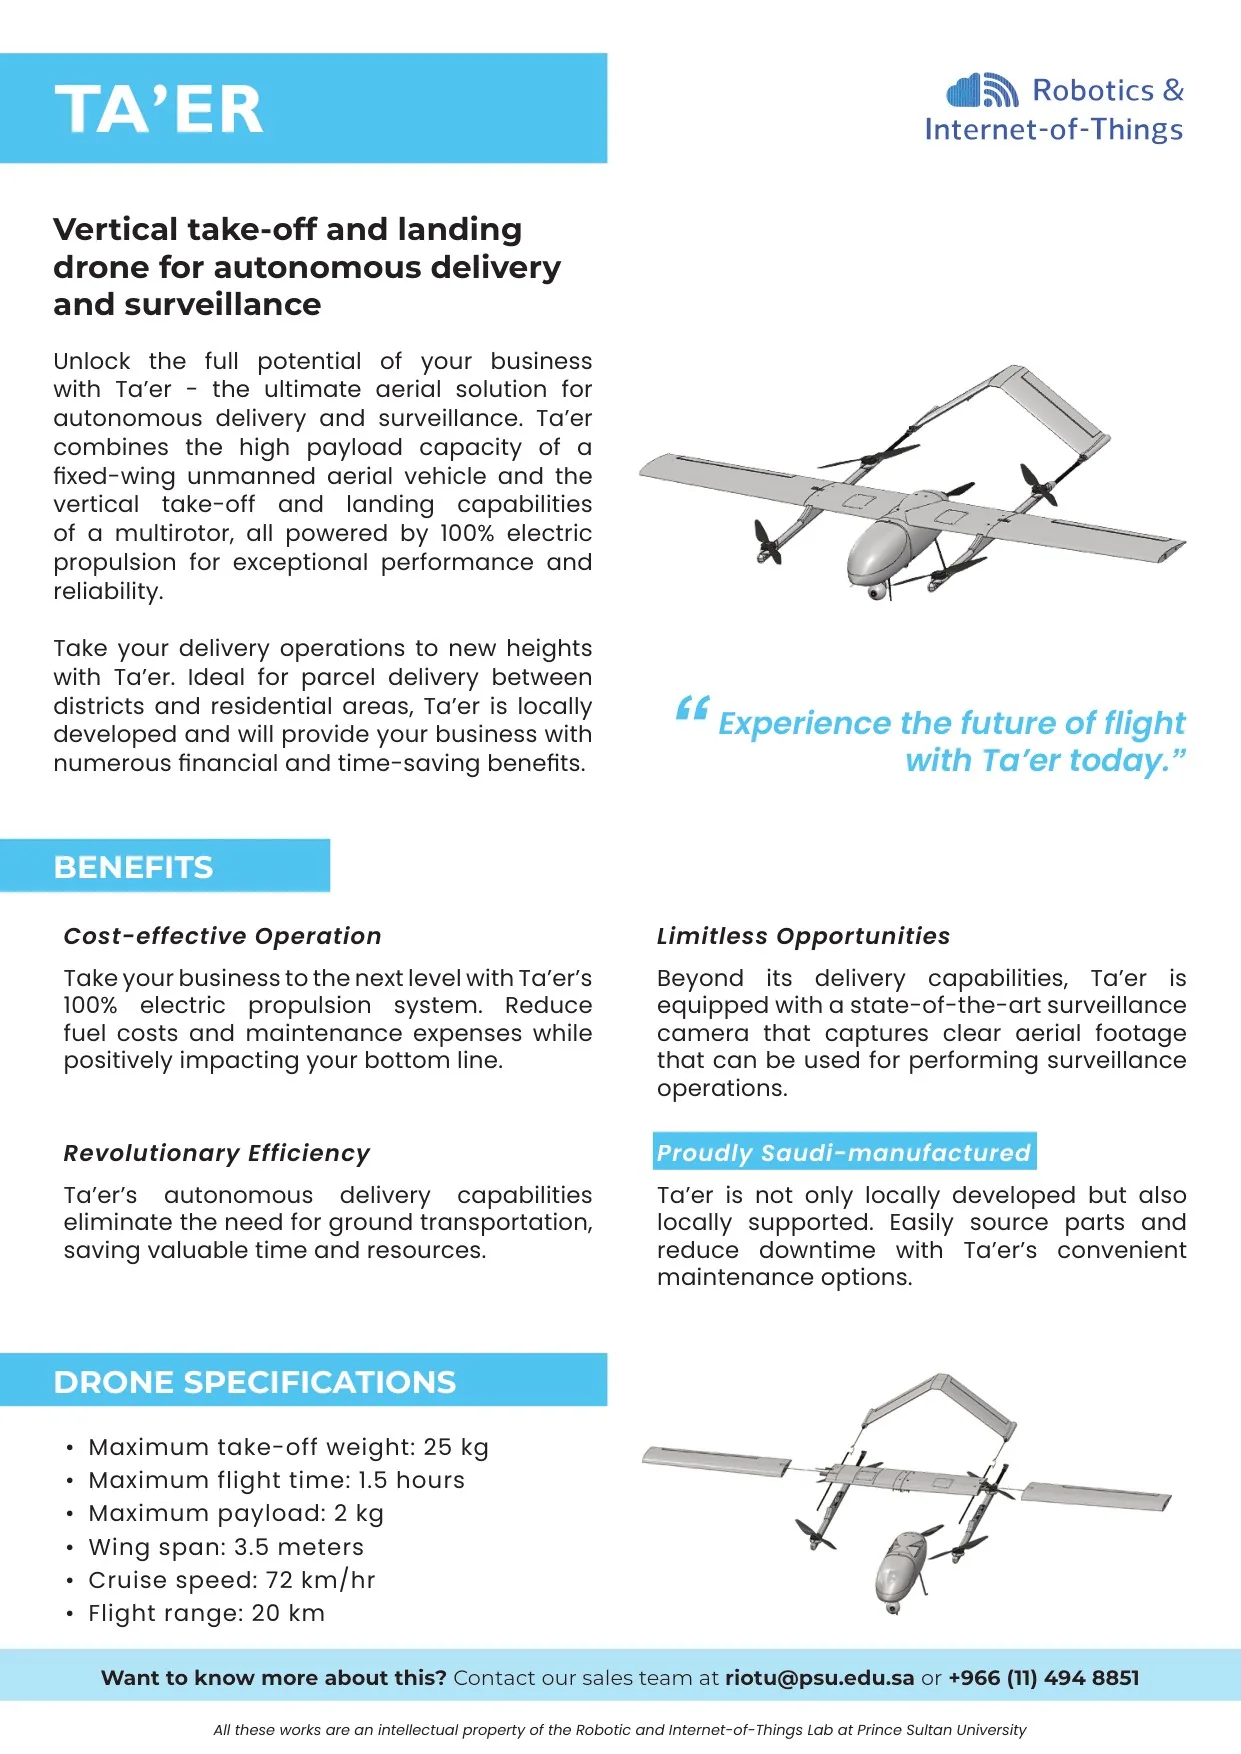 TA’ER
Robotics &
Internet-of-Things
Vertical take-off and landing
drone for autonomous delivery
and surveillance
Unlock the full potential of your business
with Ta’er - the ultimate aerial solution for
autonomous delivery and surveillance. Ta’er
combines the high payload capacity of a
fixed-wing unmanned aerial vehicle and the
vertical take-off and landing capabilities
of a multirotor, all powered by 100% electric
propulsion for exceptional performance and
reliability.
Take your delivery operations to new heights
with Ta’er. Ideal for parcel delivery between
districts and residential areas, Ta’er is locally
developed and will provide your business with
numerous financial and time-saving benefits.
“ Experience the future of flight
with Ta’er today.”
BENEFITS
Cost-effective Operation
Take your business to the next level with Ta’er’s
100% electric propulsion system. Reduce
fuel costs and maintenance expenses while
positively impacting your bottom line.
Limitless Opportunities
Beyond its delivery capabilities, Ta’er is
equipped with a state-of-the-art surveillance
camera that captures clear aerial footage
that can be used for performing surveillance
operations.
Revolutionary Efficiency
Ta’er’s autonomous delivery capabilities
eliminate the need for ground transportation,
saving valuable time and resources.
Proudly Saudi-manufactured
Ta’er is not only locally developed but also
locally supported. Easily source parts and
reduce downtime with Ta’er’s convenient
maintenance options.
DRONE SPECIFICATIONS
• Maximum take-off weight: 25 kg
• Maximum flight time: 1.5 hours
• Maximum payload: 2 kg
• Wing span: 3.5 meters
• Cruise speed: 72 km/hr
• Flight range: 20 km
Want to know more about this? Contact our sales team at riotu@psu.edu.sa or +966 (11) 494 8851
All these works are an intellectual property of the Robotic and Internet-of-Things Lab at Prince Sultan University